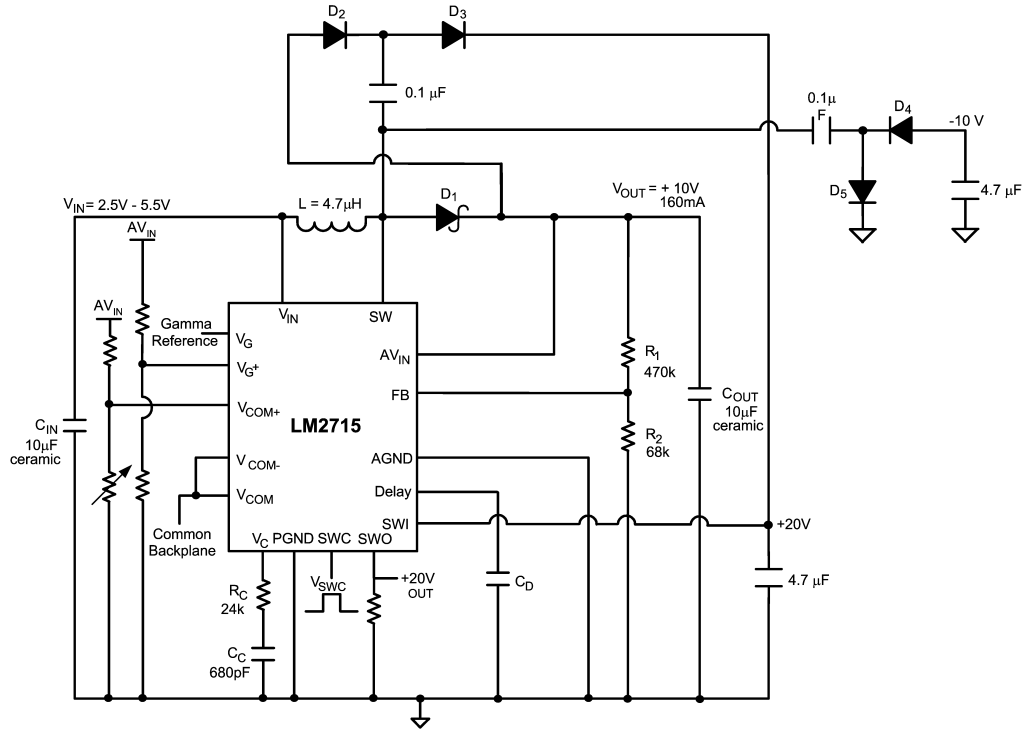 D2
D3
0.1 μF
0.1μ
F
D4
-10 V
D5
4.7 μF
VIN = 2.5V - 5.5V
L = 4.7μH
D1
VOUT = + 10V
160mA
AVIN
AVIN
VIN
SW
Gamma
Reference
VG
VG+
VCOM+
VCOM-
VCOM
LM2715
AVIN
FB
AGND
Delay
SWI
R1
470k
R2
68k
COUT
10μF
ceramic
CIN
10μF
ceramic
Common
Backplane
VC
PGND
SWC
SWO
+20V
RC
24k
VSWC
+20V
OUT
CD
4.7 μF
CC
680pF